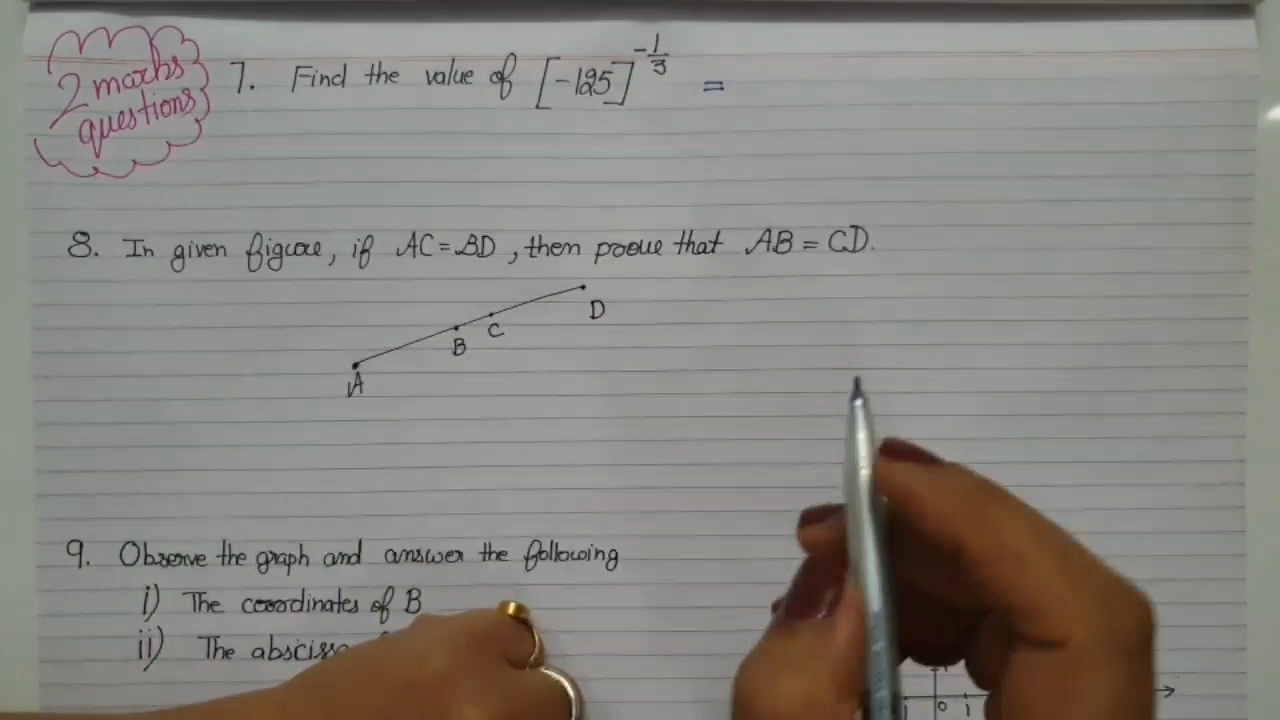 2 marks
questions
7. Find the value of [-125]^-1/3 =
8. In given figure, if AC = BD, then prove that AB = CD.
D
C
B
A
9. Observe the graph and answer the following
i) The coordinates of B
ii) The abscissa
0 1